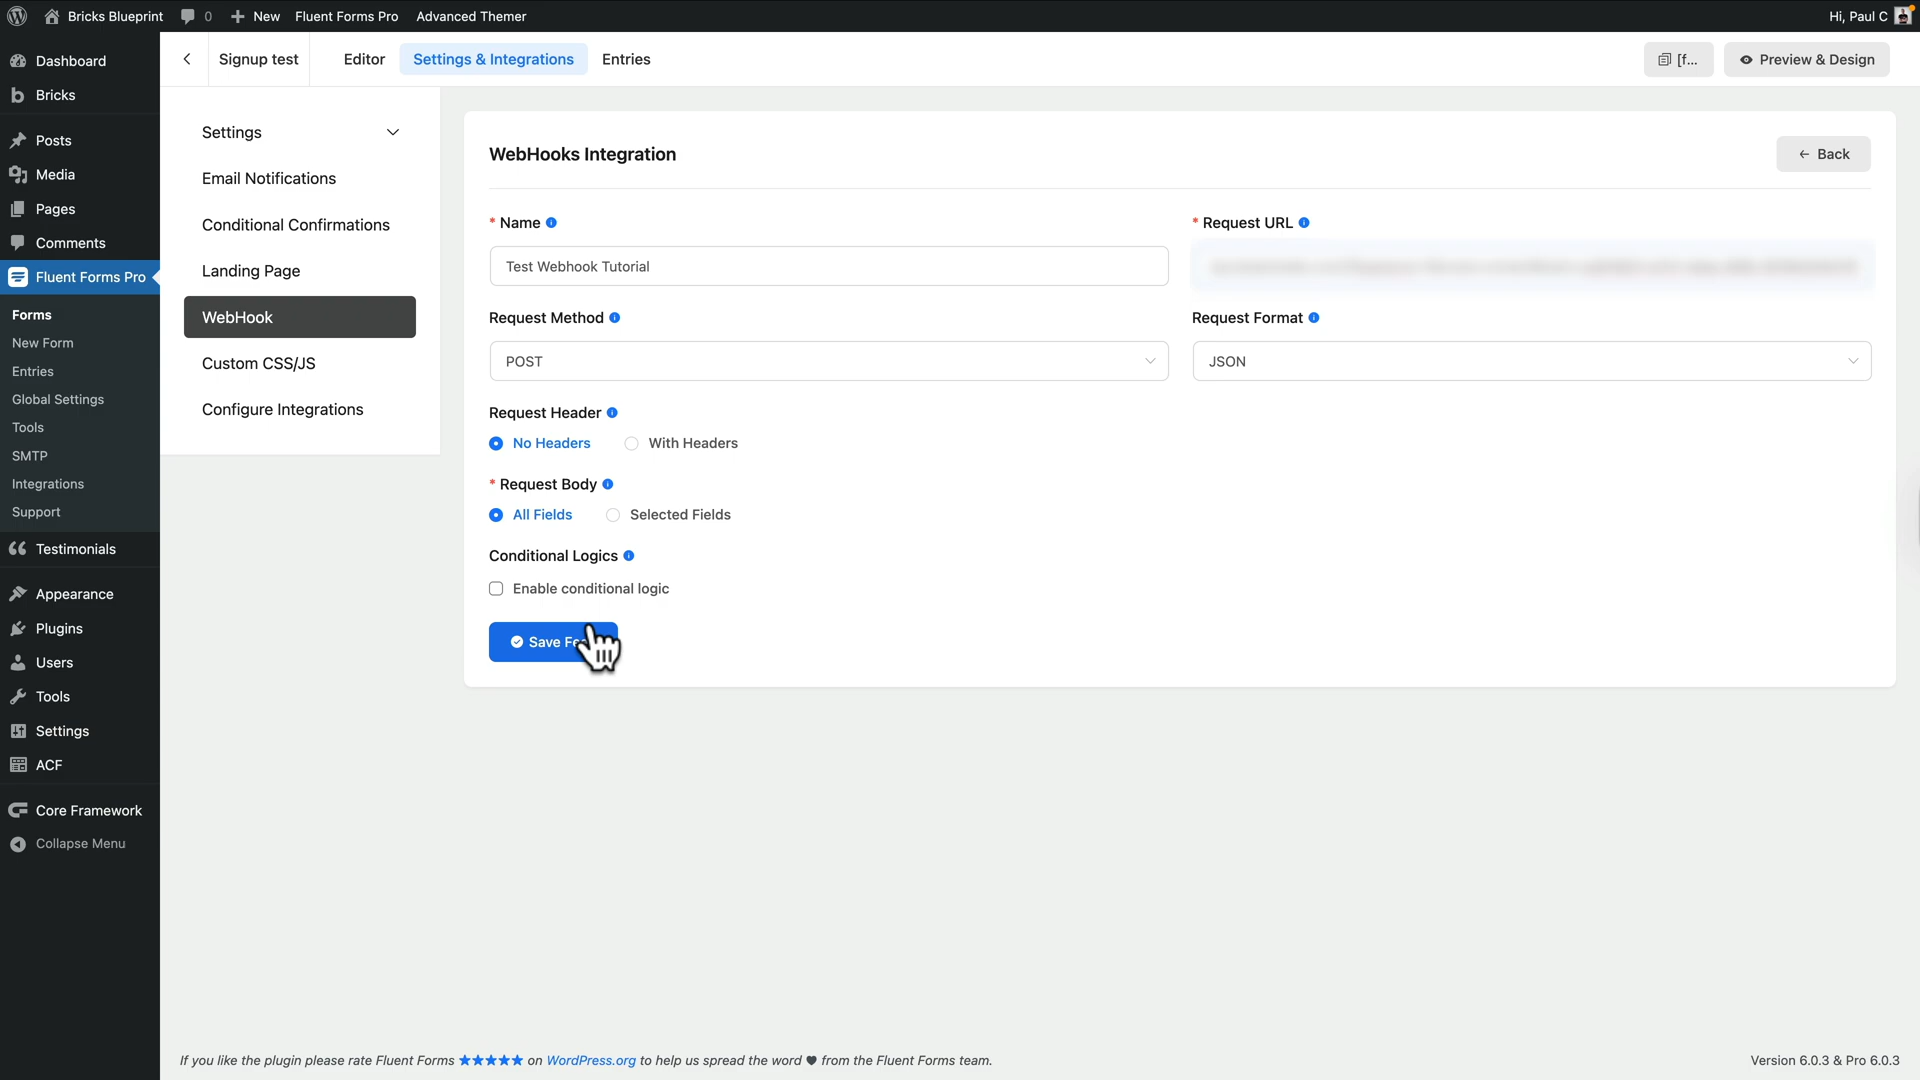 Bricks Blueprint 0 New Fluent Forms Pro Advanced Themer Hi, Paul C
Dashboard
Bricks
Posts
Media
Pages
Comments
Fluent Forms Pro
Forms
New Form
Entries
Global Settings
Tools
SMTP
Integrations
Support
Testimonials
Appearance
Plugins
Users
Tools
Settings
ACF
Core Framework
Collapse Menu
Signup test Editor Settings & Integrations Entries [f... Preview & Design
Settings
Email Notifications
Conditional Confirmations
Landing Page
WebHook
Custom CSS/JS
Configure Integrations
WebHooks Integration
← Back
* Name
Test Webhook Tutorial
* Request URL
Request Method
POST
Request Format
JSON
Request Header
No Headers With Headers
* Request Body
All Fields Selected Fields
Conditional Logics
Enable conditional logic
Save
If you like the plugin please rate Fluent Forms ★★★★★ on WordPress.org to help us spread the word ♥ from the Fluent Forms team.
Version 6.0.3 & Pro 6.0.3